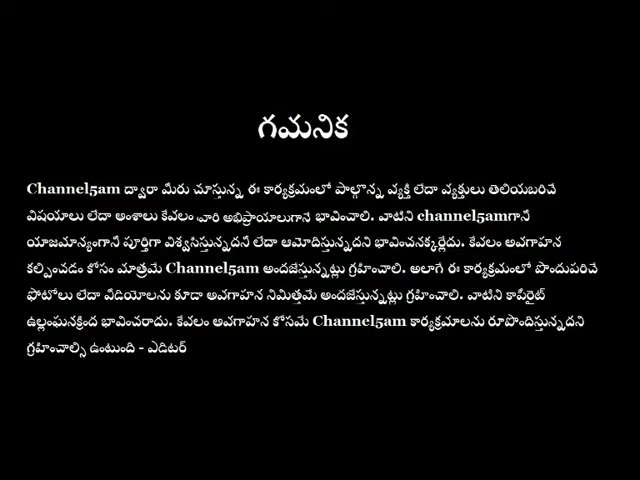 గమనిక
Channel5am ద్వారా మీరు చూస్తున్న ఈ కార్యక్రమంలో పాల్గొన్న వ్యక్తి లేదా వ్యక్తులు తెలియబరిచే
విషయాలు లేదా అంశాలు కేవలం వారి అభిప్రాయాలుగానే భావించాలి. వాటిని channel5amగానీ
యాజమాన్యంగానీ పూర్తిగా విశ్వసిస్తున్నదనీ లేదా ఆమోదిస్తున్నదని భావించనక్కర్లేదు. కేవలం అవగాహన
కల్పించడం కోసం మాత్రమే Channel5am అందజేస్తున్నట్లు గ్రహించాలి. అలాగే ఈ కార్యక్రమంలో పొందుపరిచే
ఫోటోలు లేదా వీడియోలను కూడా అవగాహన నిమిత్తమే అందజేస్తున్నట్లు గ్రహించాలి. వాటిని కాపీరైట్
ఉల్లంఘనక్రింద భావించరాదు. కేవలం అవగాహన కోసమే Channel5am కార్యక్రమాలను రూపొందిస్తున్నదని
గ్రహించాల్సి ఉంటుంది - ఎడిటర్